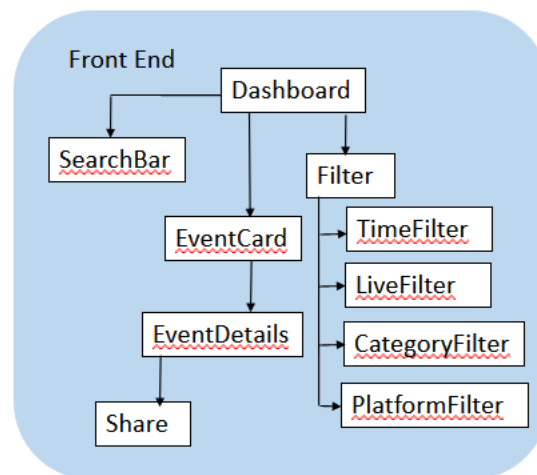 Front End
Dashboard
SearchBar
Filter
EventCard
TimeFilter
LiveFilter
EventDetails
CategoryFilter
PlatformFilter
Share